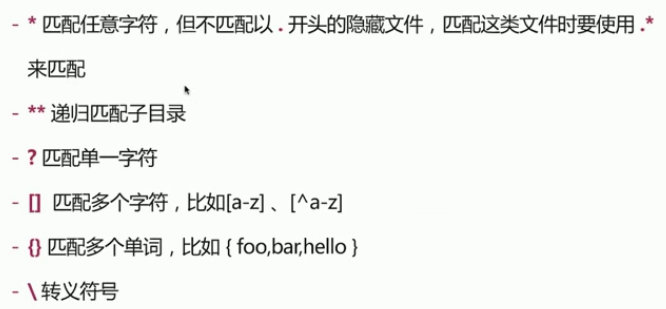 - * 匹配任意字符，但不匹配以 . 开头的隐藏文件，匹配这类文件时要使用 .*
来匹配
- ** 递归匹配子目录
- ? 匹配单一字符
- [] 匹配多个字符，比如[a-z] 、[^a-z]
- {} 匹配多个单词，比如 { foo,bar,hello }
- \ 转义符号